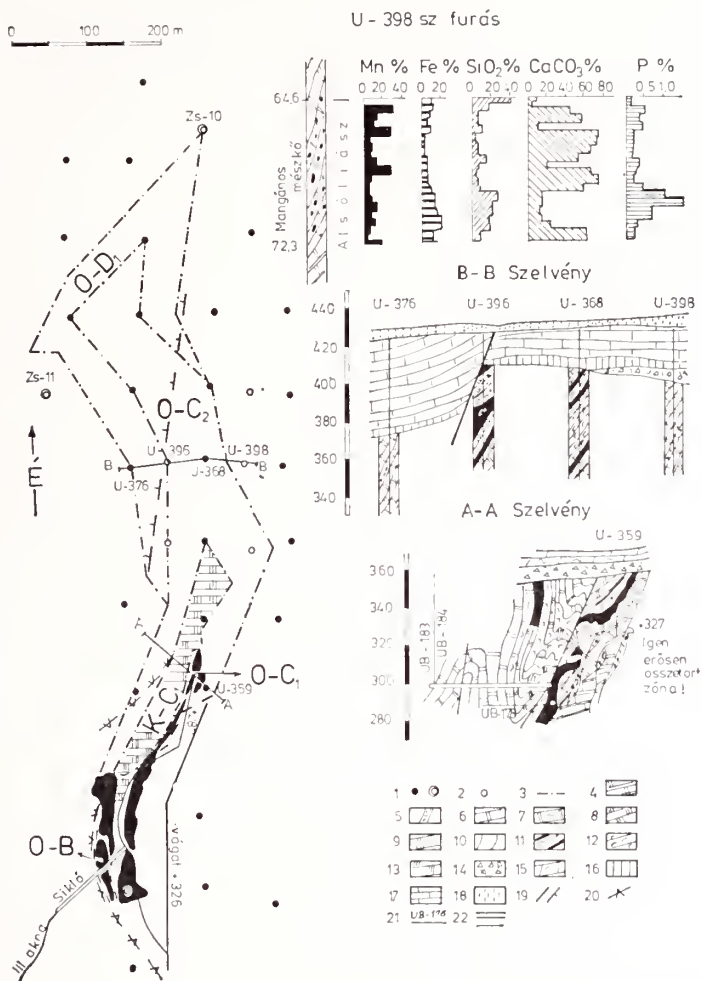 U-398 sz furás
0 100 200 m
Mn % Fe % SiO₂% CaCO₃% P %
20 40 0 20 0 20 40 0 20 40 60 80 0 0,5 1,0
64,6
Mangános mészkő
Alsóliász
72,3
Zs-10
O-D₁
Zs-11
O-C₂
É
B U-396 U-398 B
U-376 U-368
A
O-C₁
U-359
A
K-C
O-B
Sikló
vágat +326
III akna
B-B Szelvény
U-376 U-396 U-368 U-398
440
420
400
380
360
340
A-A Szelvény
U-359
360
340
320
300
280
UB-183
UB-184
+327
Igen
erősen
összetört
zóna!
1 2 3 4
5 6 7 8
9 10 11 12
13 14 15 16
17 18 19 20
21 UB-178 22